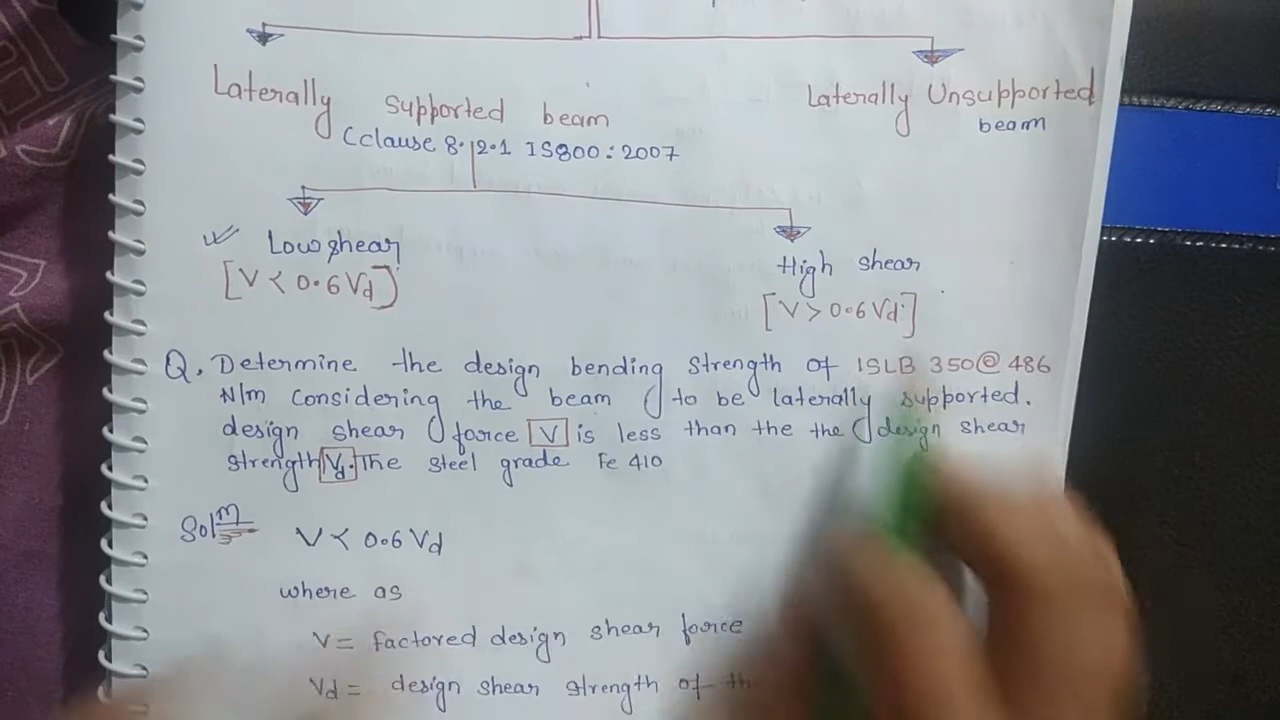 Laterally supported beam
Laterally Unsupported
beam
(clause 8.2.1 IS800:2007
Low shear
[V < 0.6 Vd]
High shear
[V > 0.6 Vd]
Q. Determine the design bending strength of ISLB 350@ 486
N/m considering the beam to be laterally supported.
design shear force V is less than the the design shear
strength Vd. The steel grade Fe 410
Solm V < 0.6 Vd
where as
V = factored design shear force
Vd = design shear strength of